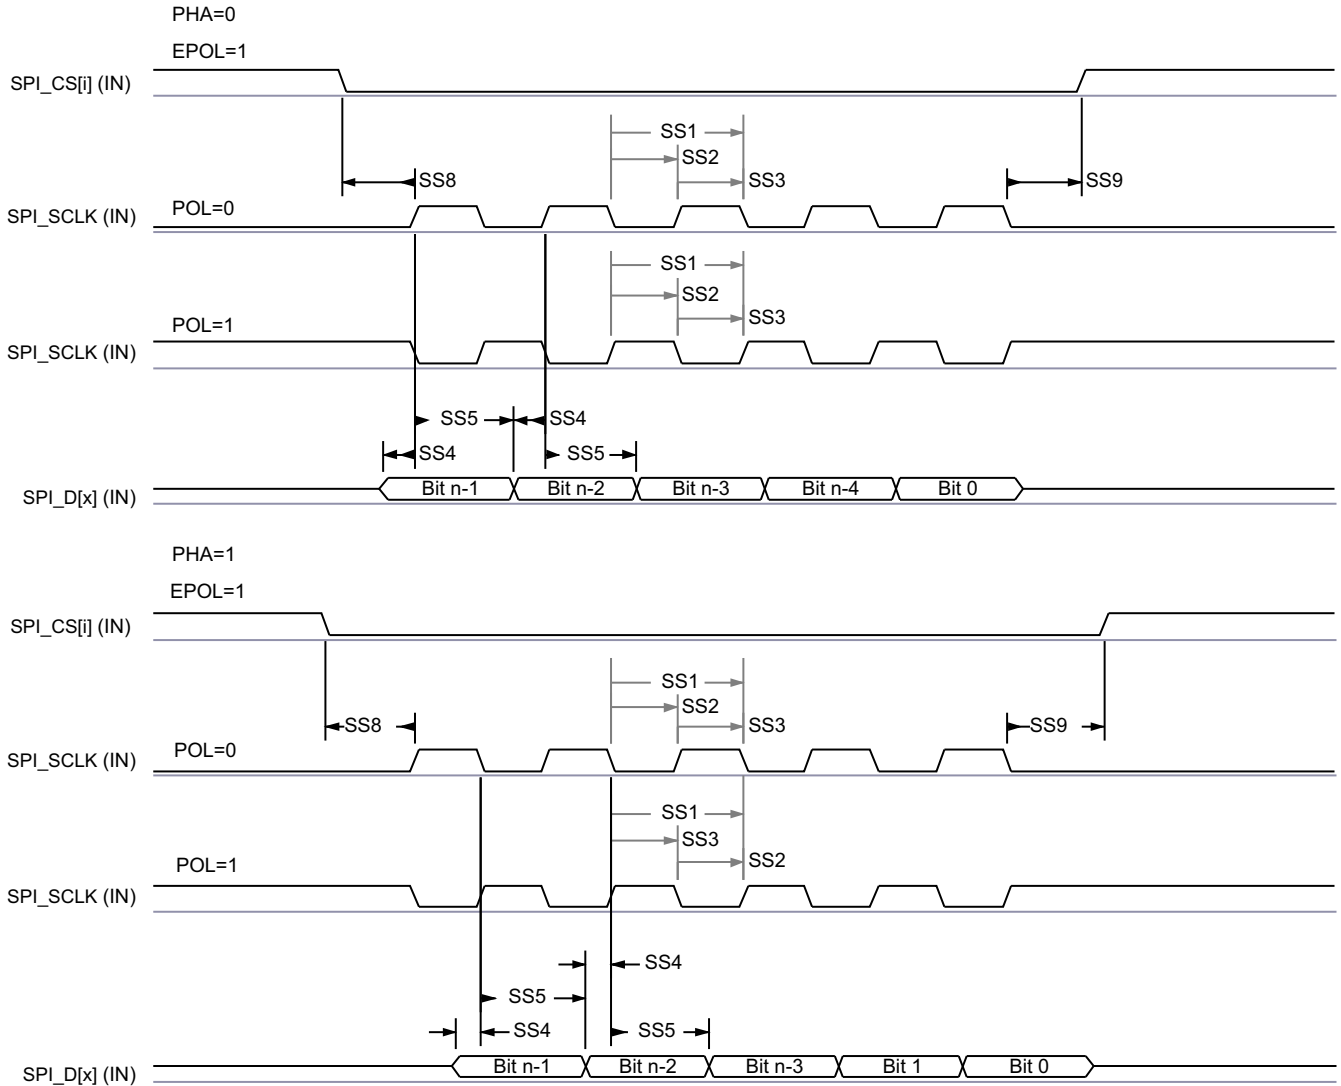 PHA=0
EPOL=1
SPI_CS[i] (IN)
SS1
SS2
SS8
SS3
SS9
POL=0
SPI_SCLK (IN)
SS1
SS2
SS3
POL=1
SPI_SCLK (IN)
SS5
SS4
SS4
SS5
SPI_D[x] (IN)
Bit n-1
Bit n-2
Bit n-3
Bit n-4
Bit 0
PHA=1
EPOL=1
SPI_CS[i] (IN)
SS1
SS2
SS8
SS3
SS9
POL=0
SPI_SCLK (IN)
SS1
SS3
SS2
POL=1
SPI_SCLK (IN)
SS4
SS5
SS4
SS5
SPI_D[x] (IN)
Bit n-1
Bit n-2
Bit n-3
Bit 1
Bit 0